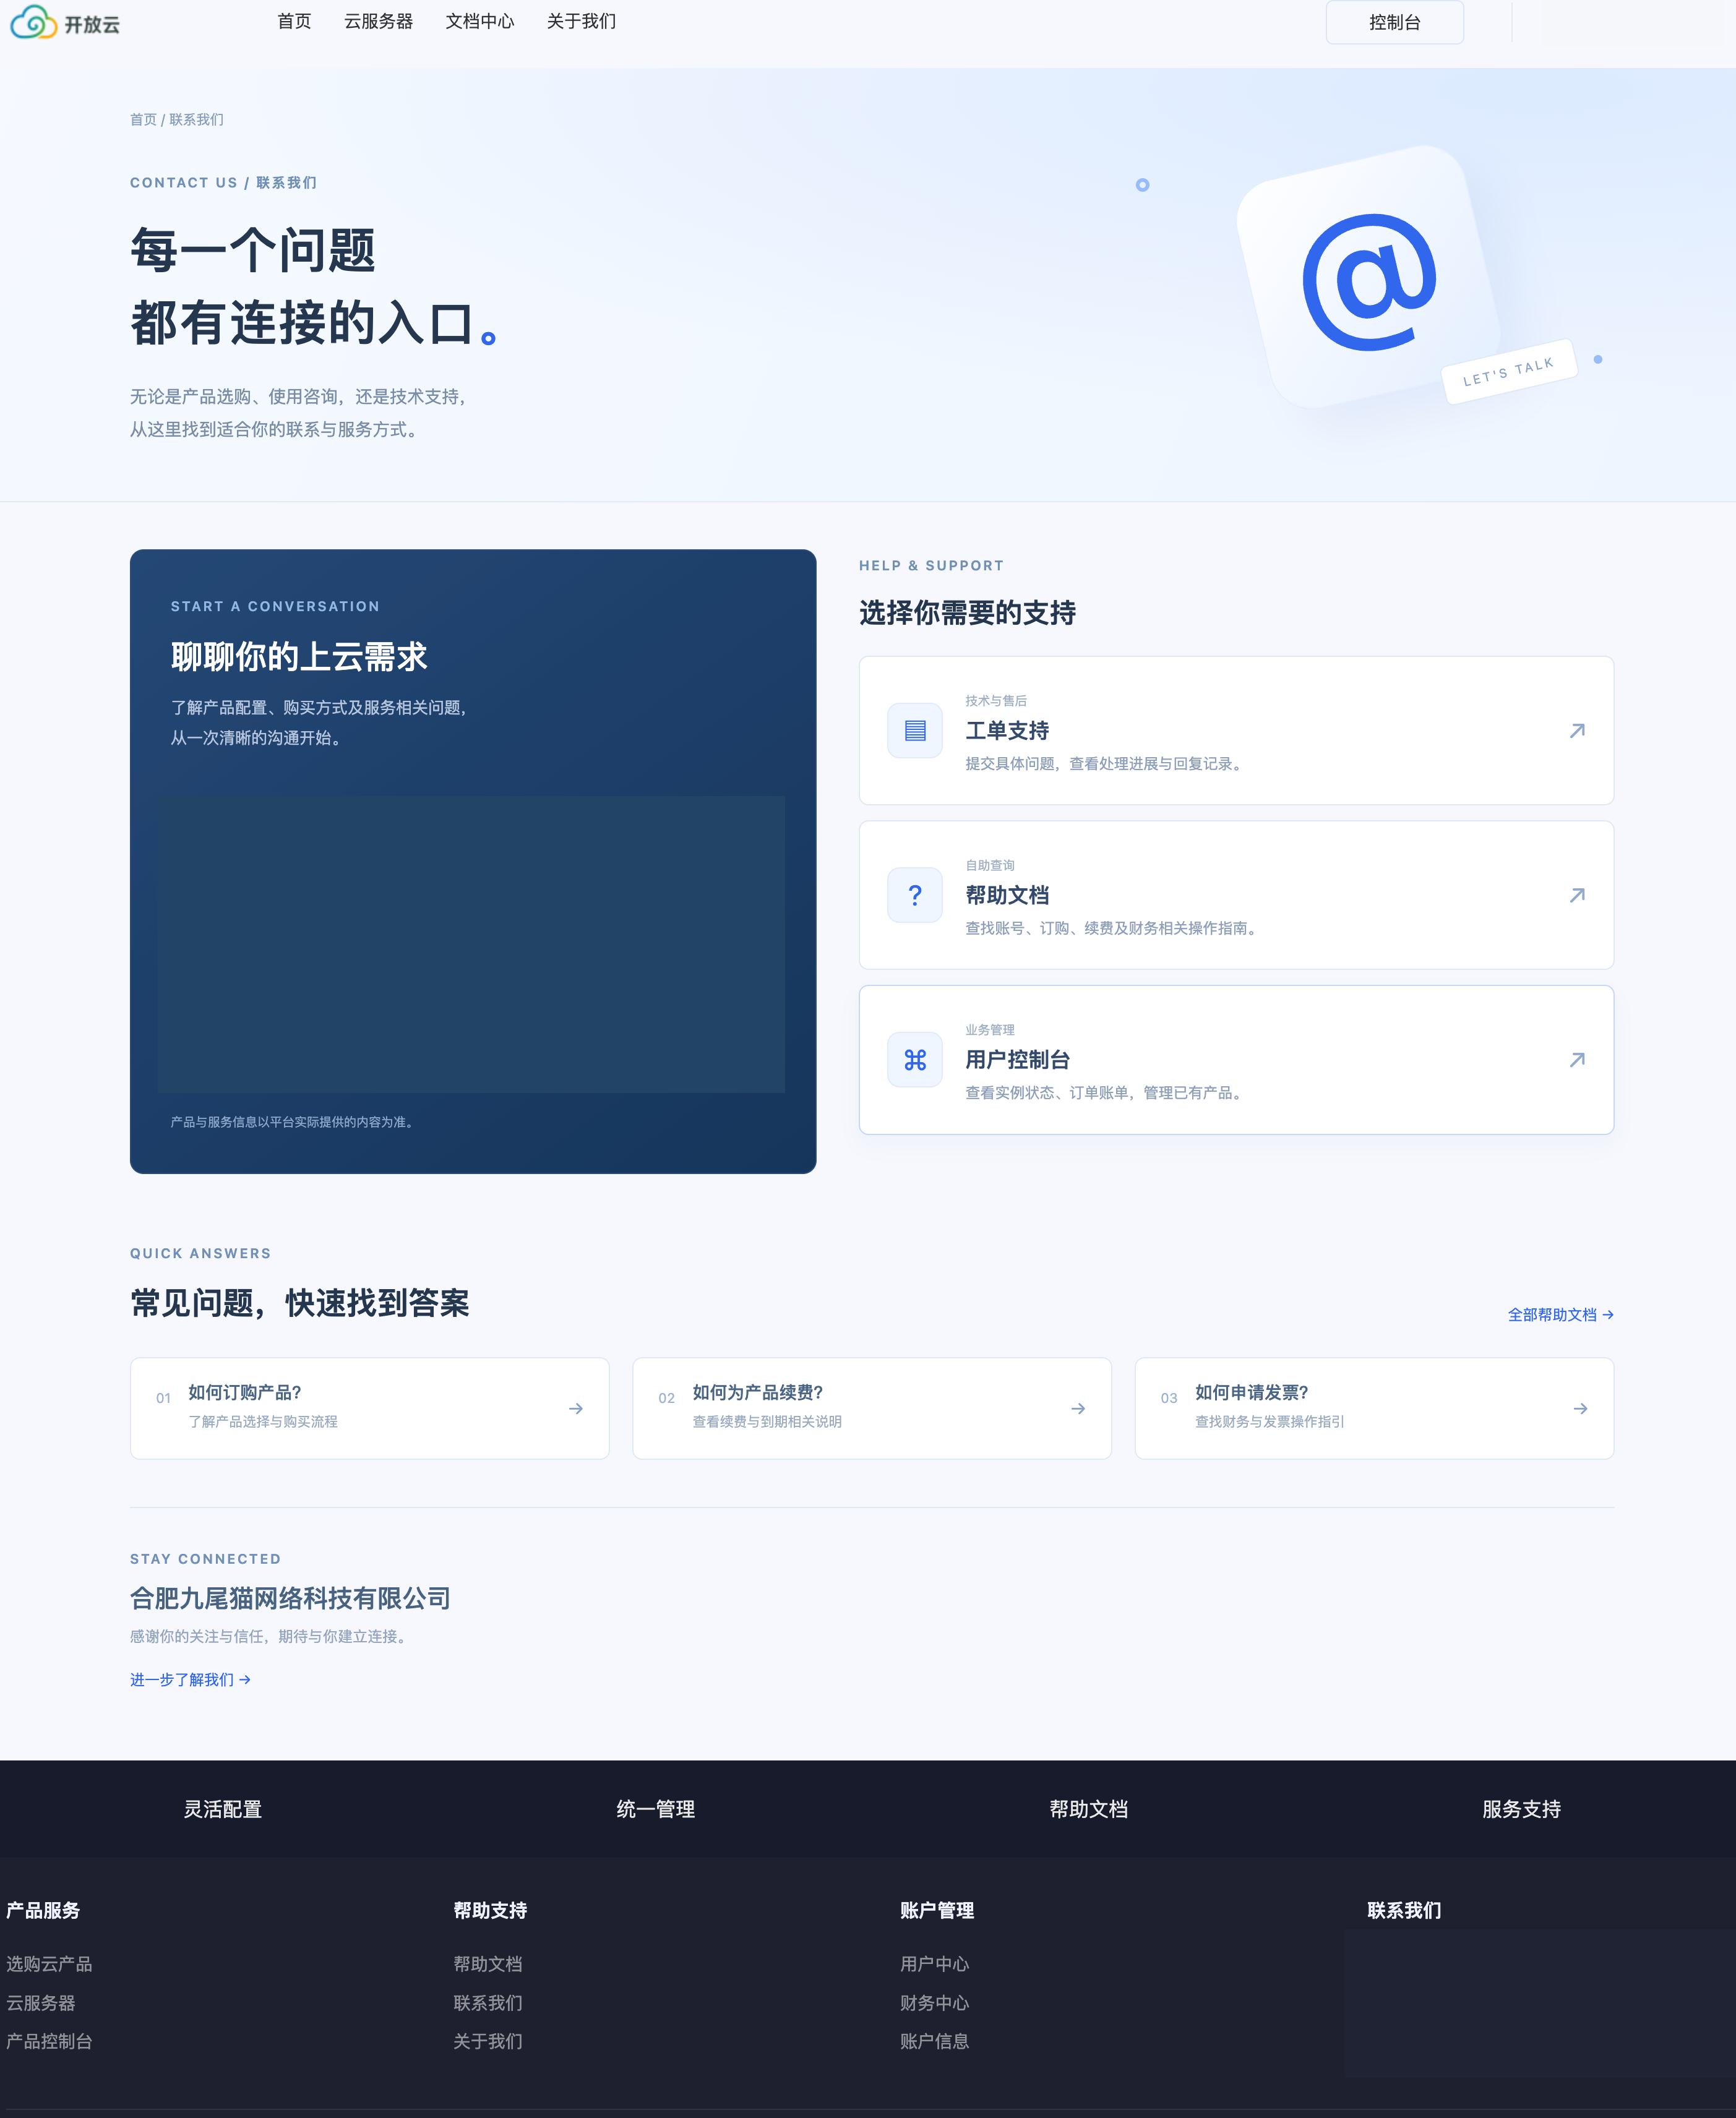 开放云
首页 云服务器 文档中心 关于我们
控制台
首页 / 联系我们
CONTACT US / 联系我们
每一个问题
都有连接的入口。
无论是产品选购、使用咨询，还是技术支持，
从这里找到适合你的联系与服务方式。
@
LET'S TALK
START A CONVERSATION
聊聊你的上云需求
了解产品配置、购买方式及服务相关问题，
从一次清晰的沟通开始。
产品与服务信息以平台实际提供的内容为准。
HELP & SUPPORT
选择你需要的支持
技术与售后
工单支持
提交具体问题，查看处理进展与回复记录。
?
自助查询
帮助文档
查找账号、订购、续费及财务相关操作指南。
⌘
业务管理
用户控制台
查看实例状态、订单账单，管理已有产品。
QUICK ANSWERS
常见问题，快速找到答案
全部帮助文档 →
01 如何订购产品？
了解产品选择与购买流程
02 如何为产品续费？
查看续费与到期相关说明
03 如何申请发票？
查找财务与发票操作指引
STAY CONNECTED
合肥九尾猫网络科技有限公司
感谢你的关注与信任，期待与你建立连接。
进一步了解我们 →
灵活配置 统一管理 帮助文档 服务支持
产品服务
选购云产品
云服务器
产品控制台
帮助支持
帮助文档
联系我们
关于我们
账户管理
用户中心
财务中心
账户信息
联系我们